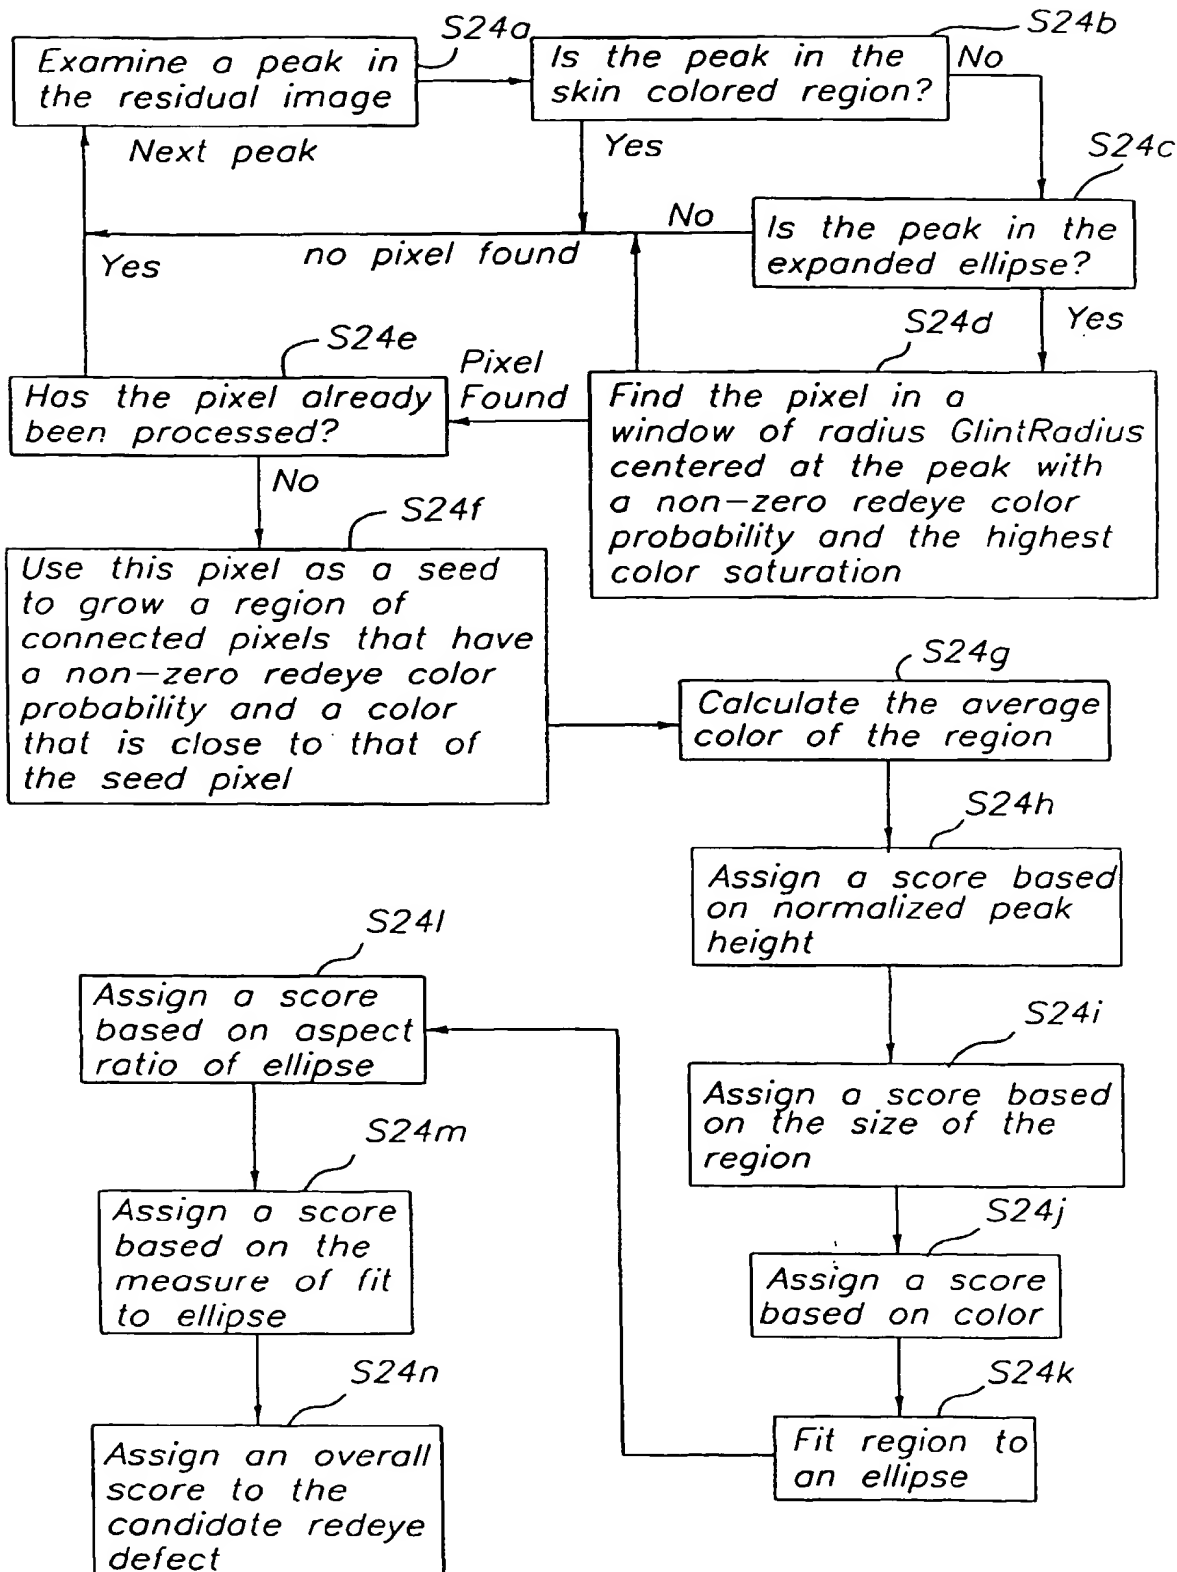 S24a
Examine a peak in
the residual image
S24b
Is the peak in the
skin colored region?
No
Next peak
Yes
S24c
Is the peak in the
expanded ellipse?
No
no pixel found
Yes
Yes
S24d
Find the pixel in a
window of radius GlintRadius
centered at the peak with
a non-zero redeye color
probability and the highest
color saturation
Pixel
Found
S24e
Has the pixel already
been processed?
No
S24f
Use this pixel as a seed
to grow a region of
connected pixels that have
a non-zero redeye color
probability and a color
that is close to that of
the seed pixel
S24g
Calculate the average
color of the region
S24h
Assign a score based
on normalized peak
height
S24i
Assign a score based
on the size of the
region
S24j
Assign a score
based on color
S24k
Fit region to
an ellipse
S24l
Assign a score
based on aspect
ratio of ellipse
S24m
Assign a score
based on the
measure of fit
to ellipse
S24n
Assign an overall
score to the
candidate redeye
defect